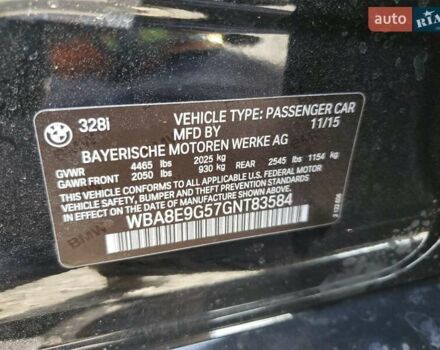 AUTO
RIA
328i
VEHICLE TYPE: PASSENGER CAR
MFD BY 11/15
BAYERISCHE MOTOREN WERKE AG
GVWR 4465 lbs 2025 kg
GAWR FRONT 2050 lbs 930 kg REAR 2545 lbs 1154 kg
THIS VEHICLE CONFORMS TO ALL APPLICABLE FEDERAL MOTOR
VEHICLE SAFETY, BUMPER AND THEFT PREVENTION STANDARDS
IN EFFECT ON THE DATE OF MANUFACTURE SHOWN ABOVE.
WBA8E9G57GNT83584